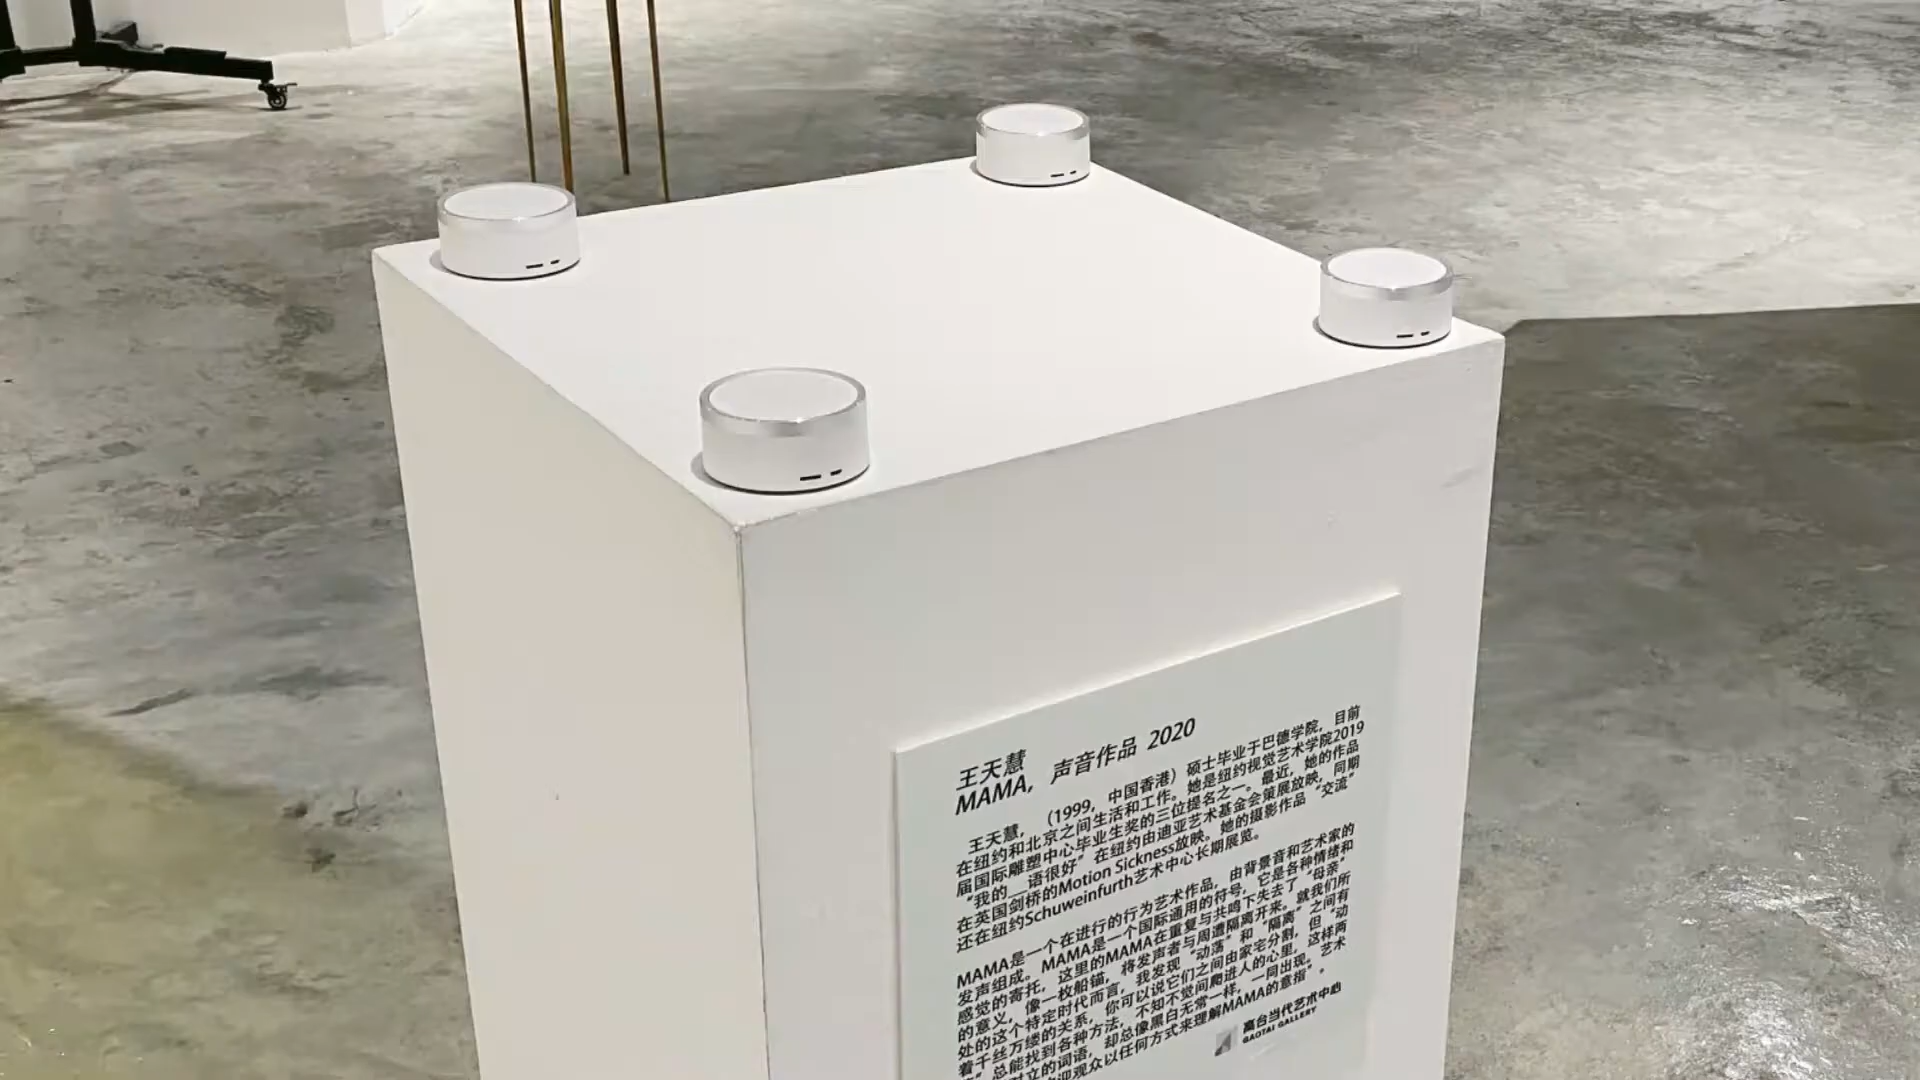 王天慧
MAMA, 声音作品 2020
王天慧,（1999, 中国香港）硕士毕业于巴德学院, 目前
在纽约和北京之间生活和工作。她是纽约视觉艺术学院2019
届国际雕塑中心毕业生奖的三位提名之一。最近, 她的作品
“我的__语很好”在纽约由迪亚艺术基金会策展放映, 同期
在英国剑桥的Motion Sickness放映。她的摄影作品“交流”
还在纽约Schuweinfurth艺术中心长期展览。
MAMA是一个在进行的行为艺术作品, 由背景音和艺术家的
发声组成。MAMA是一个国际通用的符号, 它是各种情绪和
感觉的寄托, 这里的MAMA在重复与共鸣下失去了“母亲”
的意义, 像一枚船锚, 将发声者与周遭隔离开来。就我们所
处的这个特定时代而言, 我发现“动荡”和“隔离”之间有
着千丝万缕的关系, 你可以说它们之间由家宅分割, 但“动
”总能找到各种方法, 不知不觉间爬进人的心里, 这样两
对立的词语, 却总像黑白无常一样, 一同出现。艺术
迎观众以任何方式来理解MAMA的意指”。
高台当代艺术中心
GAOTAI GALLERY